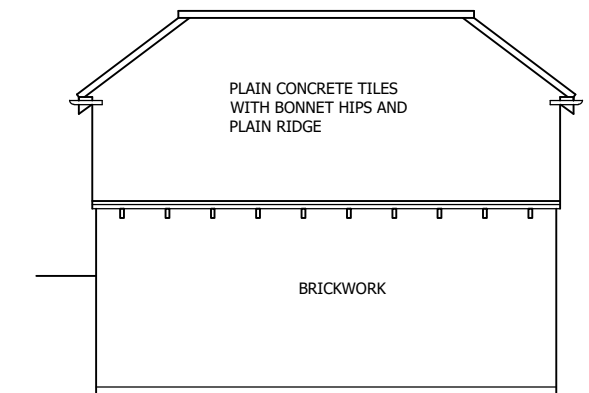 PLAIN CONCRETE TILES
WITH BONNET HIPS AND
PLAIN RIDGE
BRICKWORK